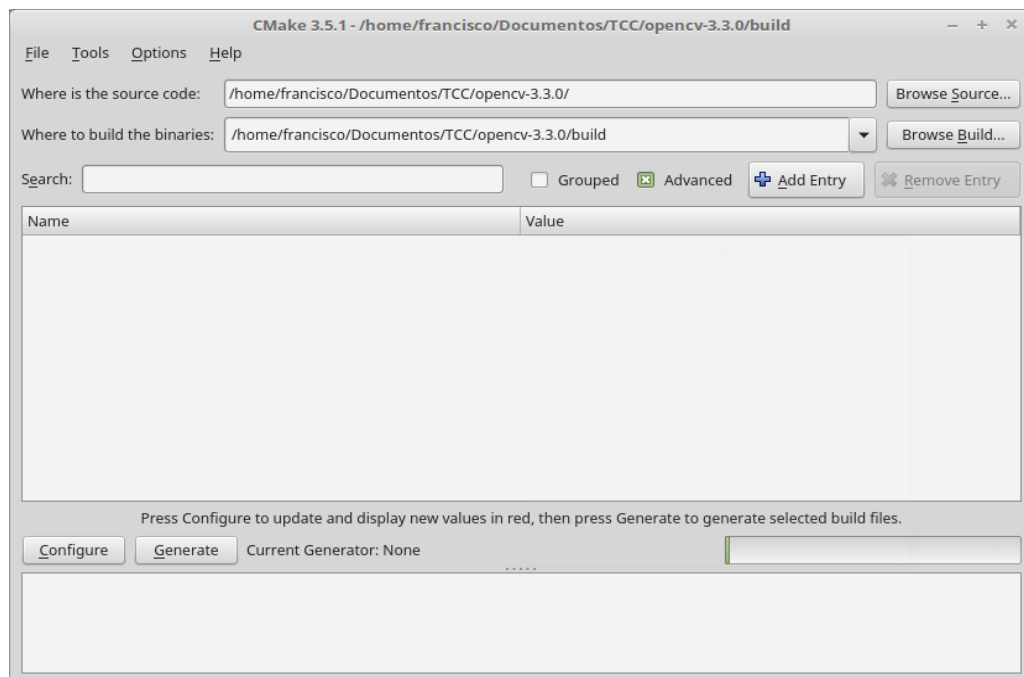 CMake 3.5.1 - /home/francisco/Documentos/TCC/opencv-3.3.0/build
File Tools Options Help
Where is the source code: /home/francisco/Documentos/TCC/opencv-3.3.0/ Browse Source...
Where to build the binaries: /home/francisco/Documentos/TCC/opencv-3.3.0/build Browse Build...
Search: Grouped Advanced Add Entry Remove Entry
Name Value
Press Configure to update and display new values in red, then press Generate to generate selected build files.
Configure Generate Current Generator: None